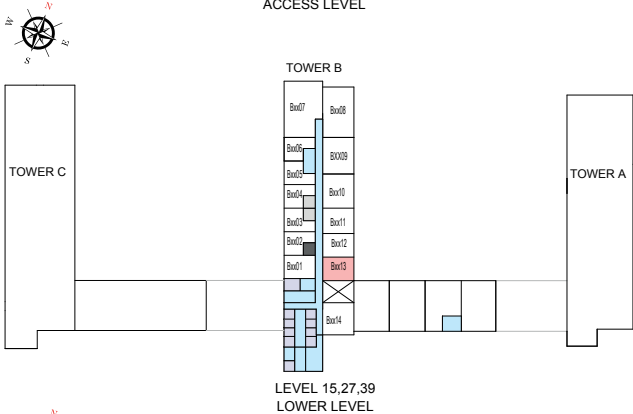 ACCESS LEVEL
N
W
E
S
TOWER B
Bxx07
Bxx08
Bxx06
BXX09
Bxx05
TOWER C
TOWER A
Bxx04
Bxx10
Bxx03
Bxx11
Bxx02
Bxx12
Bxx01
Bxx13
Bxx14
LEVEL 15,27,39
LOWER LEVEL
N